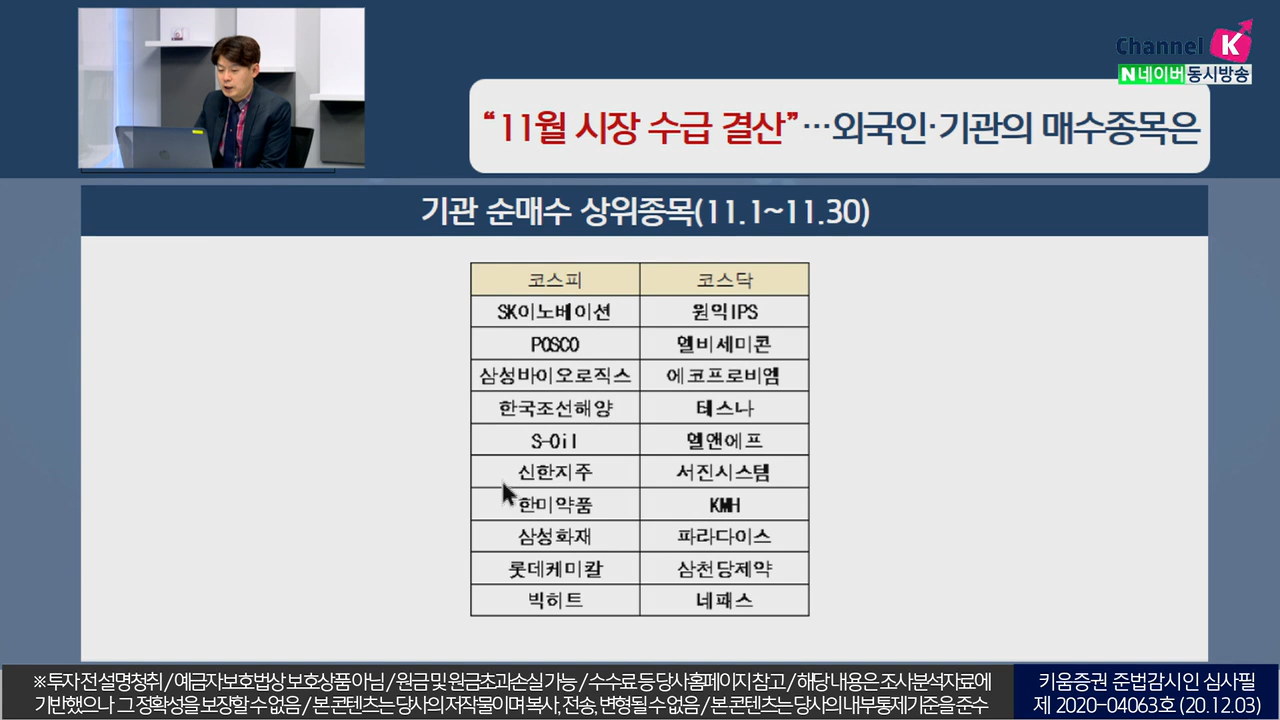 Channel K
N네이버 동시방송
“11월 시장 수급 결산”…외국인·기관의 매수종목은
기관 순매수 상위종목(11.1~11.30)
코스피 코스닥
SK이노베이션 원익IPS
POSCO 엘비세미콘
삼성바이오로직스 에코프로비엠
한국조선해양 테스나
S-Oil 엘앤에프
신한지주 서진시스템
한미약품 KMH
삼성화재 파라다이스
롯데케미칼 삼천당제약
빅히트 네패스
※ 투자 전 설명청취 / 예금자보호법상 보호상품 아님 / 원금 및 원금초과손실 가능 / 수수료 등 당사홈페이지 참고 / 해당 내용은 조사분석자료에
기반했으나 그 정확성을 보장할 수 없음 / 본 콘텐츠는 당사의 저작물이며 복사, 전송, 변형될 수 없음 / 본 콘텐츠는 당사의 내부통제기준을 준수
키움증권 준법감시인 심사필
제 2020-04063호 (20.12.03)